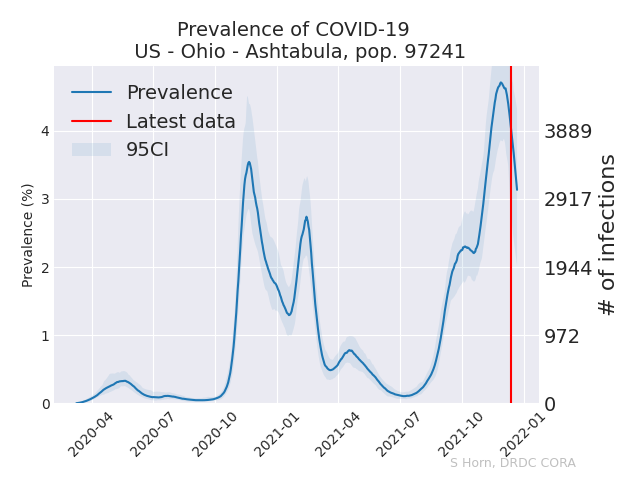 Prevalence of COVID-19
US - Ohio - Ashtabula, pop. 97241
Prevalence
Latest data
95CI
Prevalence (%)
4
3
2
1
0
3889
2917
1944
972
0
# of infections
2020-04
2020-07
2020-10
2021-01
2021-04
2021-07
2021-10
2022-01
S Horn, DRDC CORA